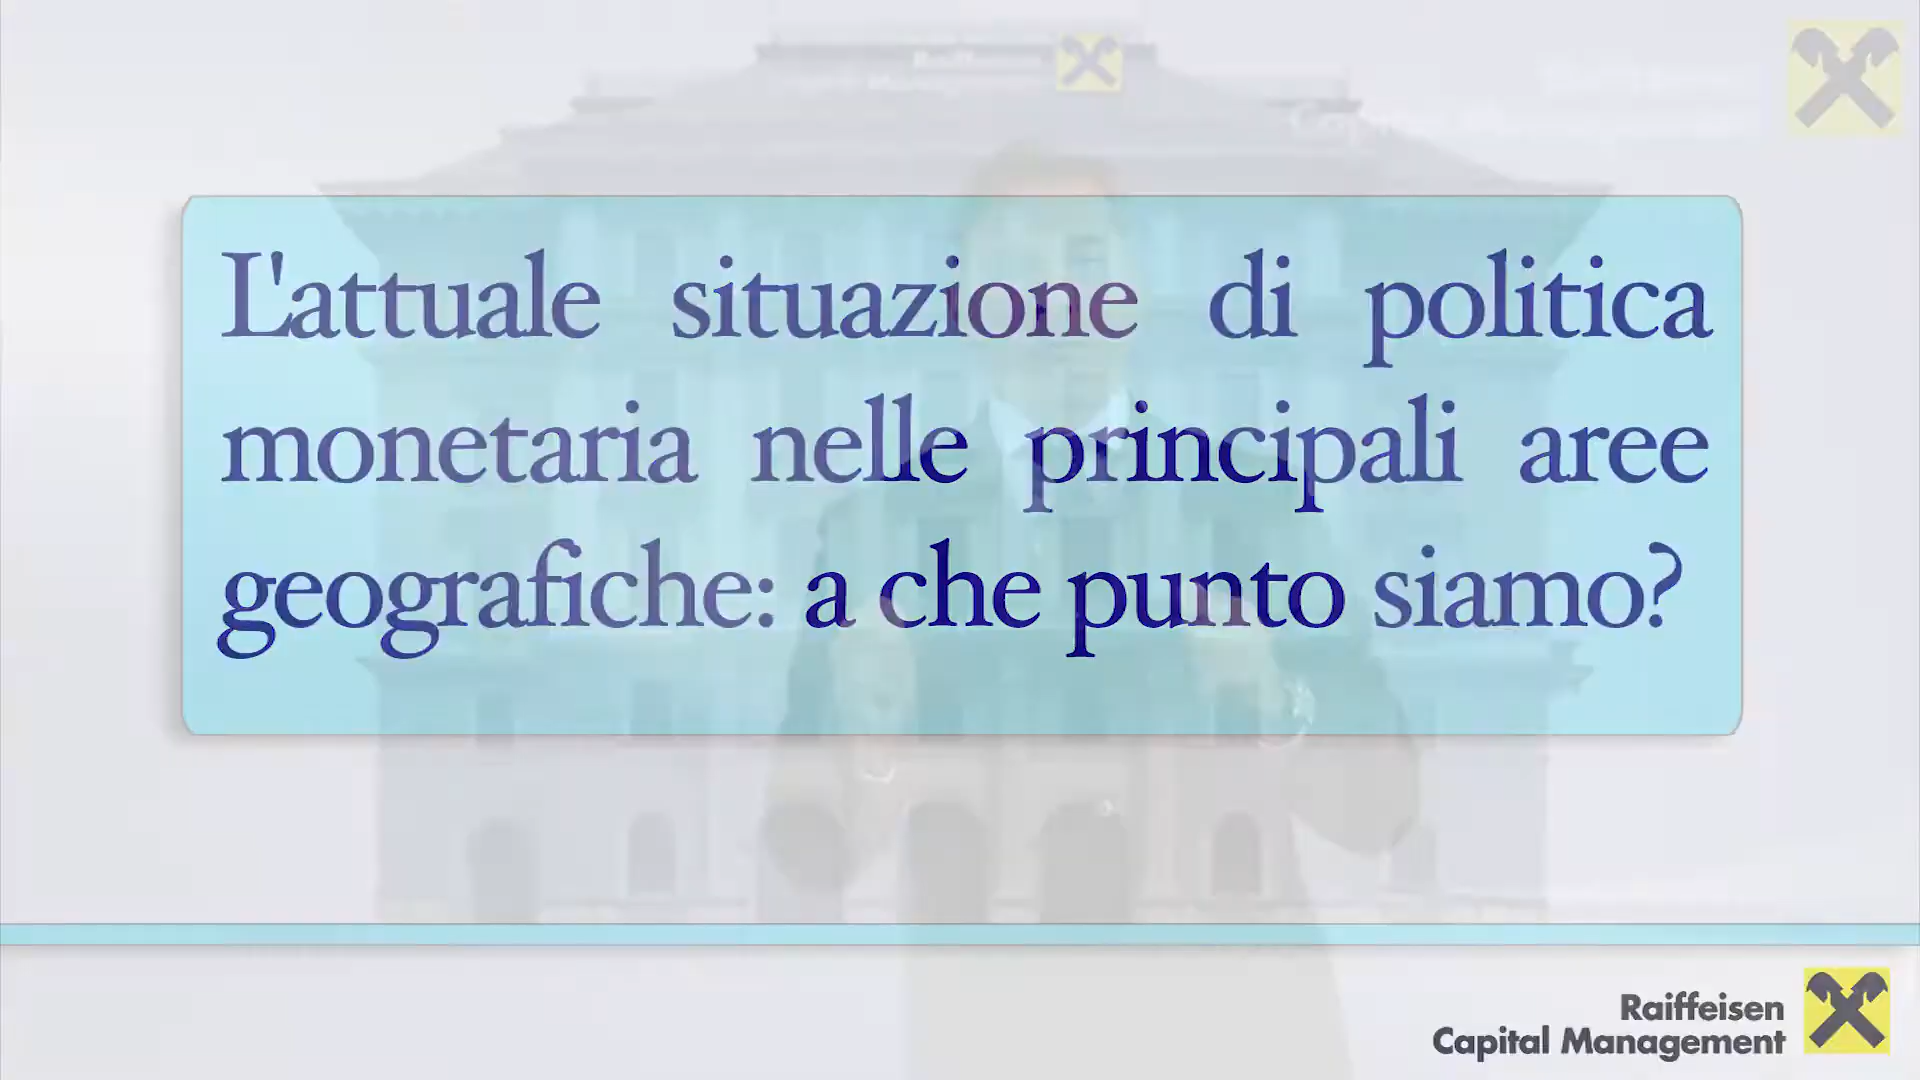 L'attuale situazione di politica
monetaria nelle principali aree
geografiche: a che punto siamo?
Raiffeisen
Capital Management